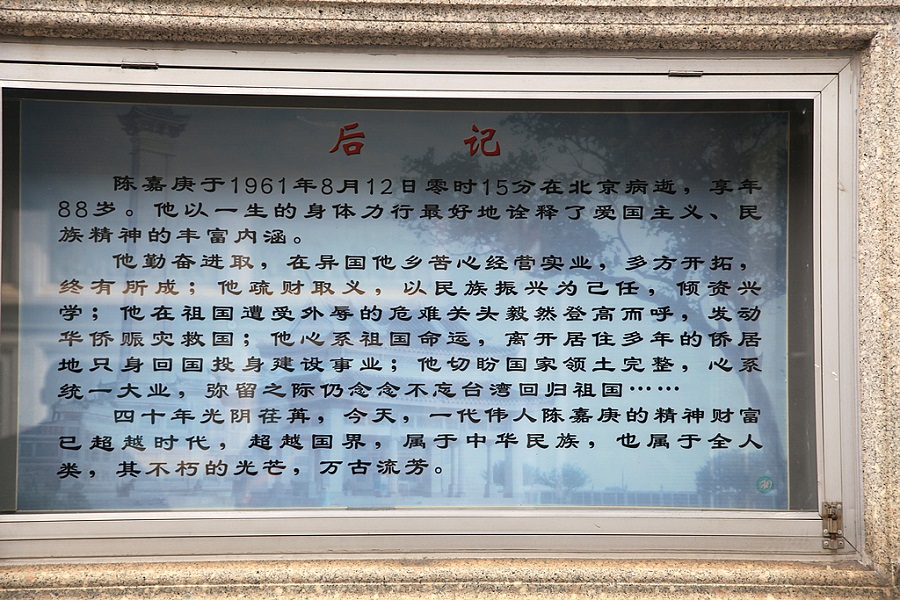 后 记
陈嘉庚于1961年8月12日零时15分在北京病逝，享年
88岁。他以一生的身体力行最好地诠释了爱国主义、民
族精神的丰富内涵。
他勤奋进取，在异国他乡苦心经营实业，多方开拓，
终有所成；他疏财取义，以民族振兴为己任，倾资兴
学；他在祖国遭受外辱的危难关头毅然登高而呼，发动
华侨赈灾救国；他心系祖国命运，离开居住多年的侨居
地只身回国投身建设事业；他切盼国家领土完整，心系
统一大业，弥留之际仍念念不忘台湾回归祖国……
四十年光阴荏苒，今天，一代伟人陈嘉庚的精神财富
已超越时代，超越国界，属于中华民族，也属于全人
类，其不朽的光芒，万古流芳。